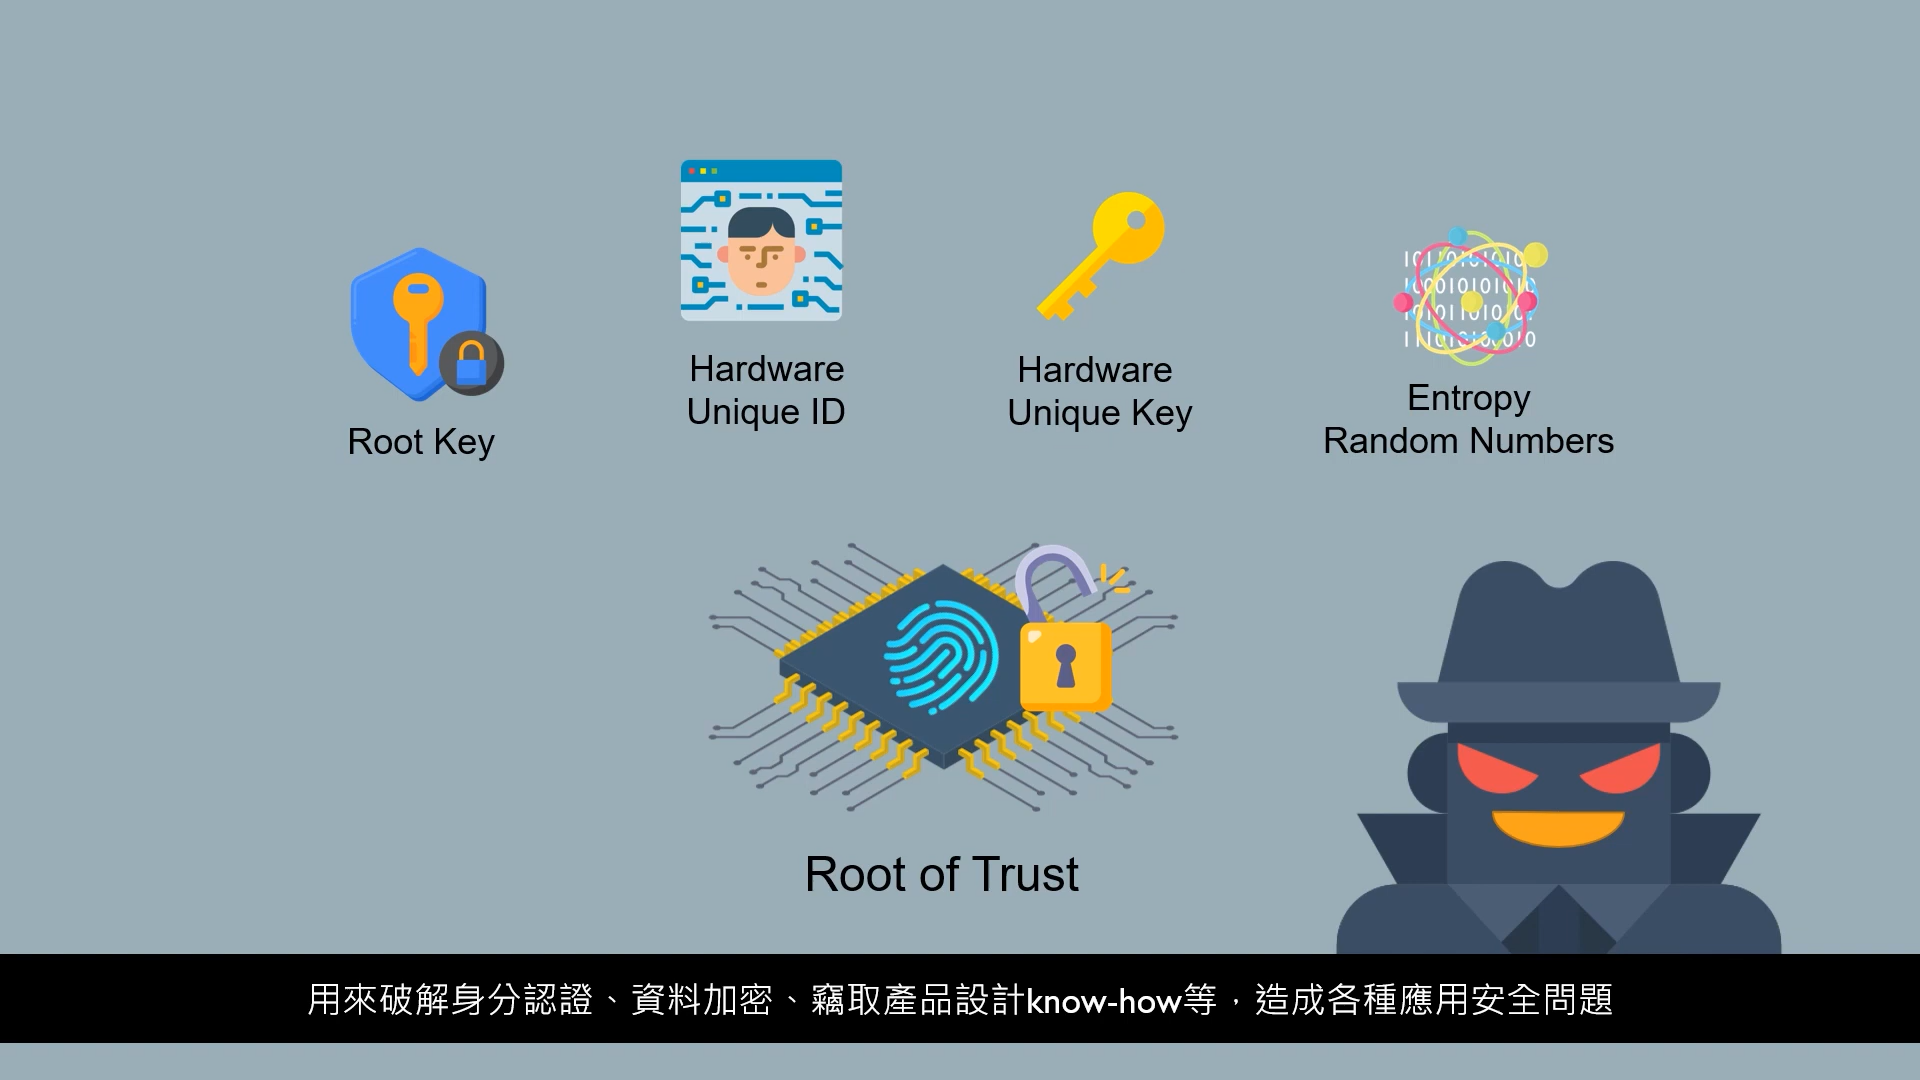 Hardware
Unique ID
Hardware
Unique Key
Entropy
Random Numbers
Root Key
Root of Trust
用來破解身分認證、資料加密、竊取產品設計know-how等，造成各種應用安全問題